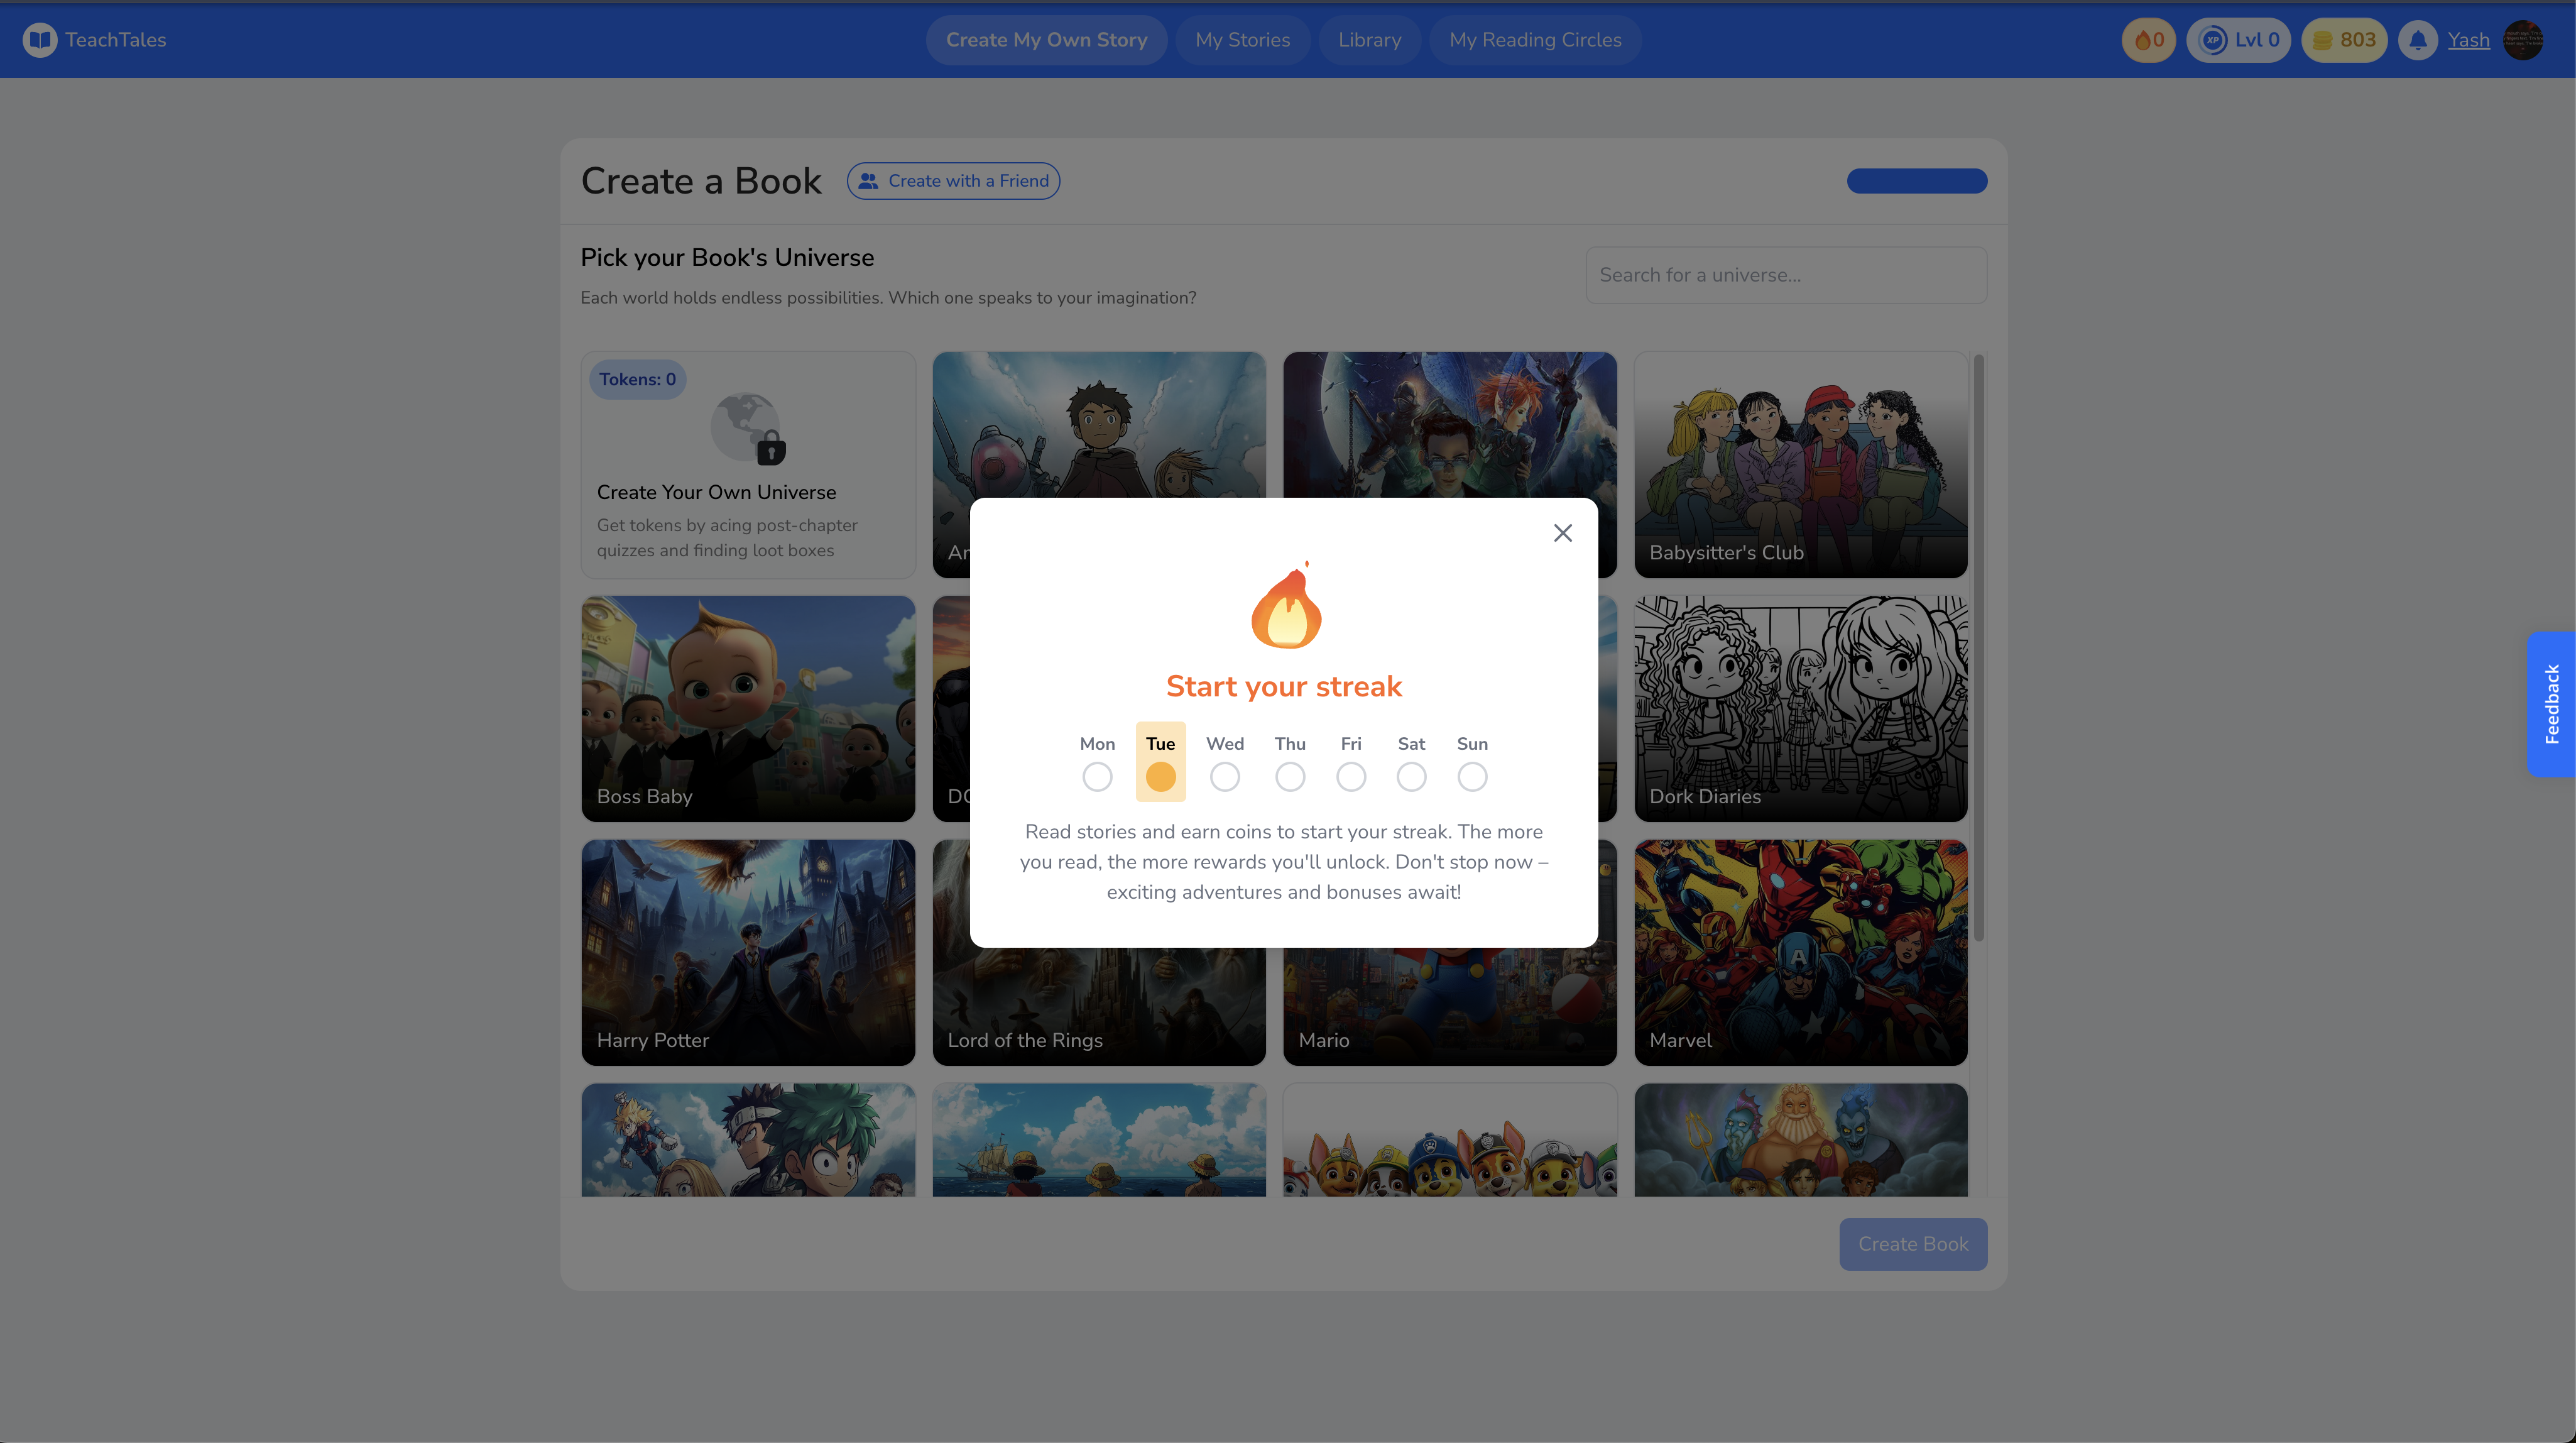 TeachTales
Create My Own Story
My Stories
Library
My Reading Circles
0
XP
Lvl 0
803
Yash
Create a Book
Create with a Friend
Pick your Book's Universe
Each world holds endless possibilities. Which one speaks to your imagination?
Search for a universe...
Tokens: 0
Create Your Own Universe
Get tokens by acing post-chapter
quizzes and finding loot boxes
Babysitter's Club
Boss Baby
Dork Diaries
Harry Potter
Lord of the Rings
Mario
Marvel
A
Start your streak
Mon
Tue
Wed
Thu
Fri
Sat
Sun
Read stories and earn coins to start your streak. The more
you read, the more rewards you'll unlock. Don't stop now –
exciting adventures and bonuses await!
Create Book
Feedback